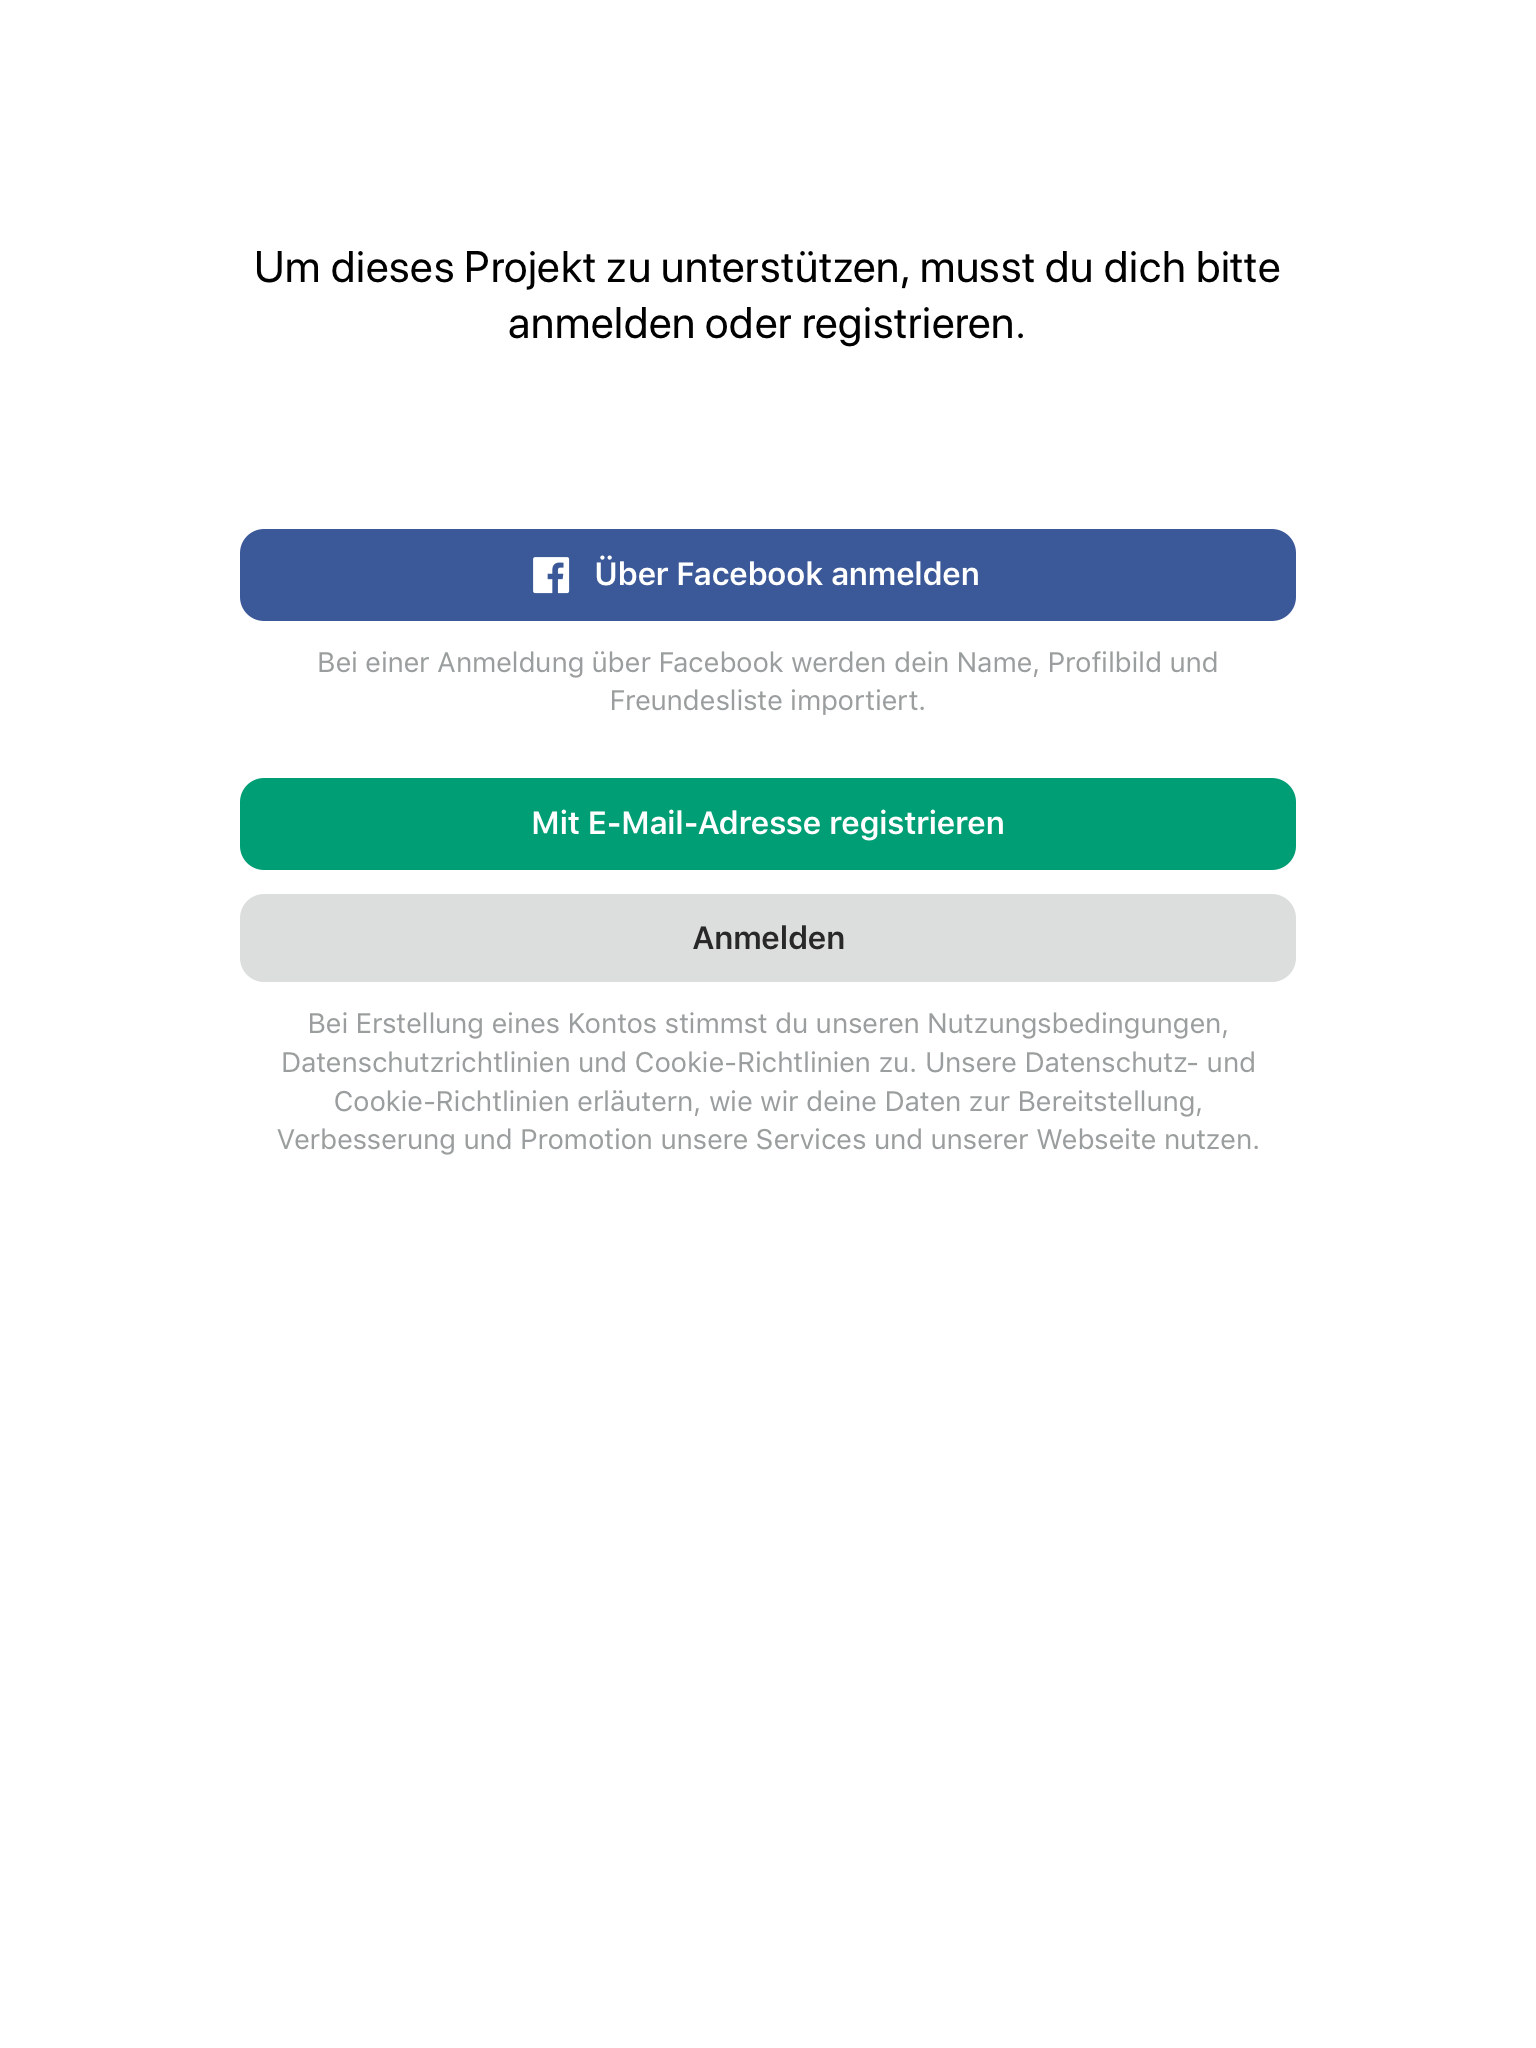 Um dieses Projekt zu unterstützen, musst du dich bitte
anmelden oder registrieren.
Über Facebook anmelden
Bei einer Anmeldung über Facebook werden dein Name, Profilbild und
Freundesliste importiert.
Mit E-Mail-Adresse registrieren
Anmelden
Bei Erstellung eines Kontos stimmst du unseren Nutzungsbedingungen,
Datenschutzrichtlinien und Cookie-Richtlinien zu. Unsere Datenschutz- und
Cookie-Richtlinien erläutern, wie wir deine Daten zur Bereitstellung,
Verbesserung und Promotion unsere Services und unserer Webseite nutzen.